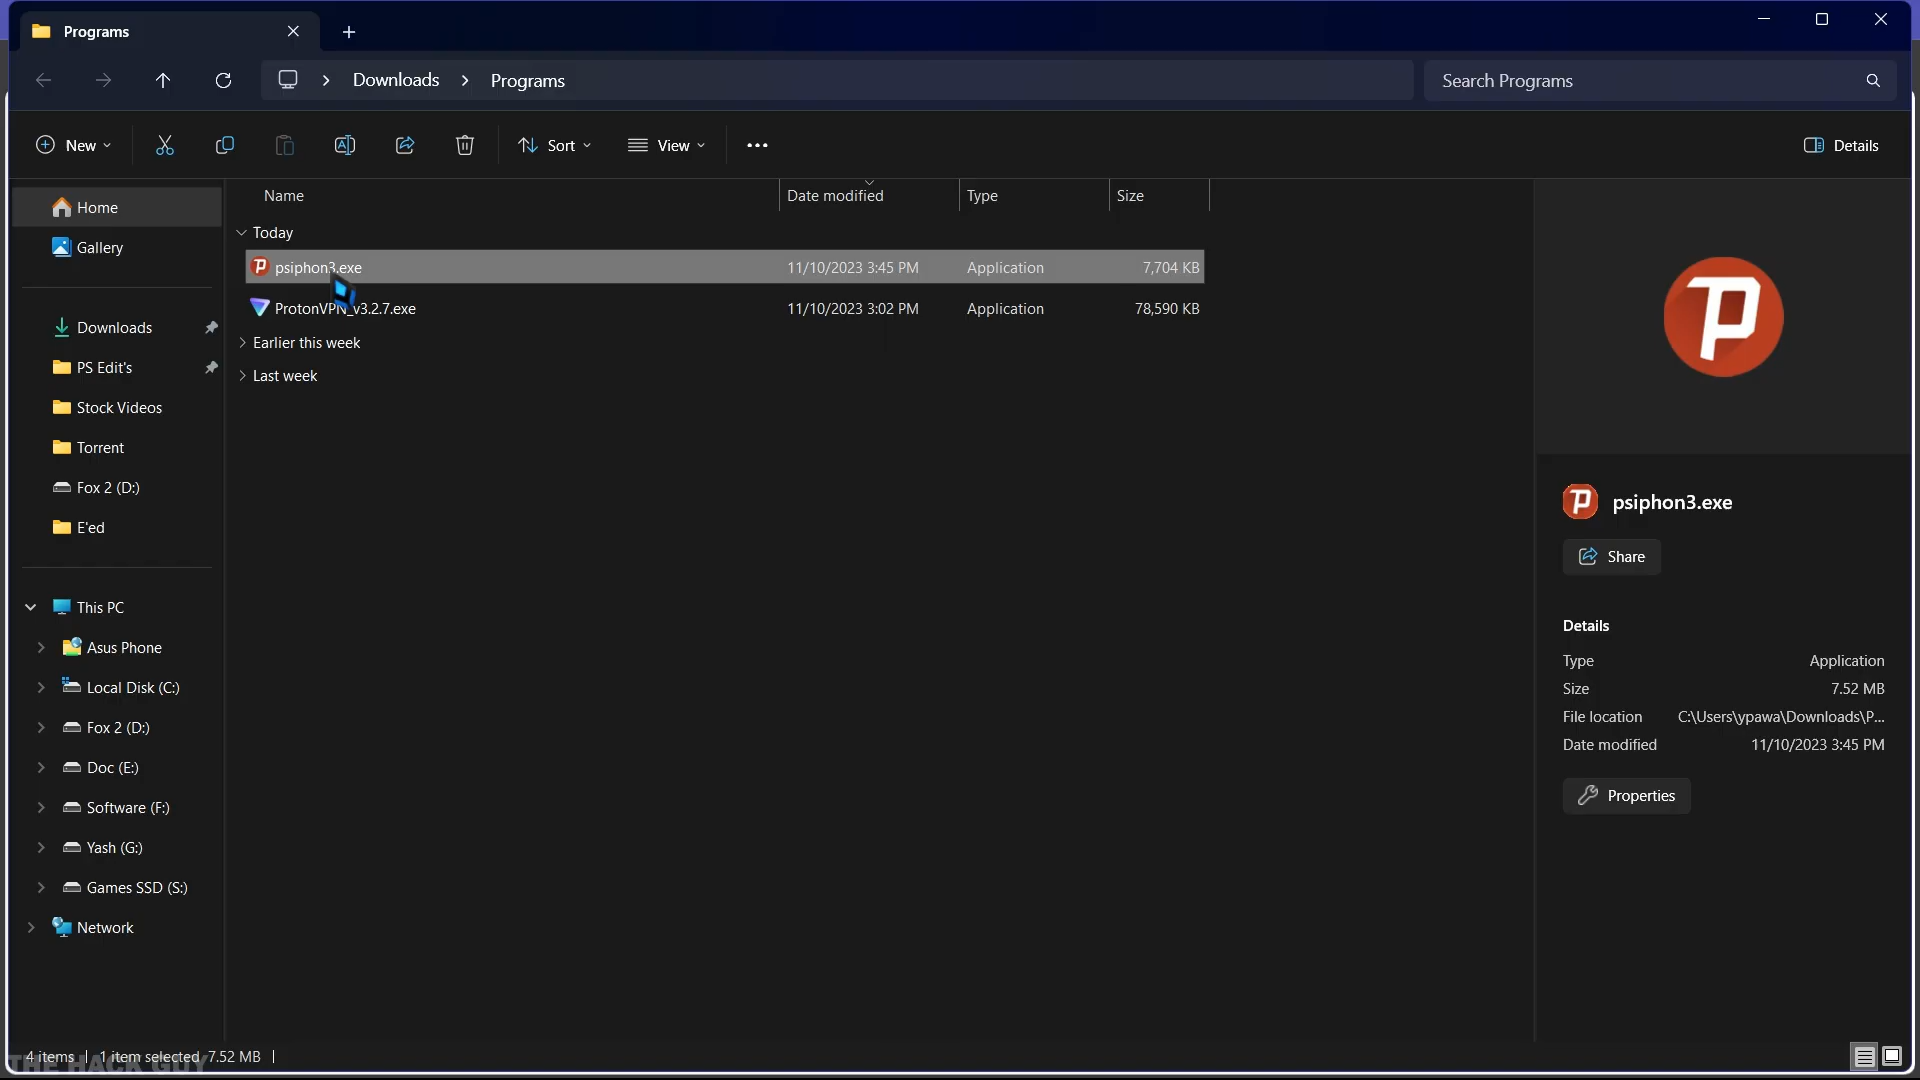 Programs
Downloads
Programs
Search Programs
New
Sort
View
Details
Name
Date modified
Type
Size
Today
psiphon3.exe
11/10/2023 3:45 PM
Application
7,704 KB
ProtonVPN_v3.2.7.exe
11/10/2023 3:02 PM
Application
78,590 KB
Earlier this week
Last week
Home
Gallery
Downloads
PS Edit's
Stock Videos
Torrent
Fox 2 (D:)
E'ed
This PC
Asus Phone
Local Disk (C:)
Fox 2 (D:)
Doc (E:)
Software (F:)
Yash (G:)
Games SSD (S:)
Network
psiphon3.exe
Share
Details
Type Application
Size 7.52 MB
File location C:\Users\ypawa\Downloads\P...
Date modified 11/10/2023 3:45 PM
Properties
4 items 1 item selected 7.52 MB
THE HACK GUY